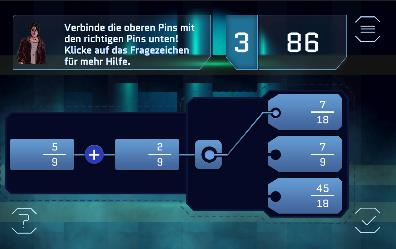 Verbinde die oberen Pins mit
den richtigen Pins unten!
Klicke auf das Fragezeichen
für mehr Hilfe.
3
86
5/9 + 2/9
7/18
7/9
45/18
?